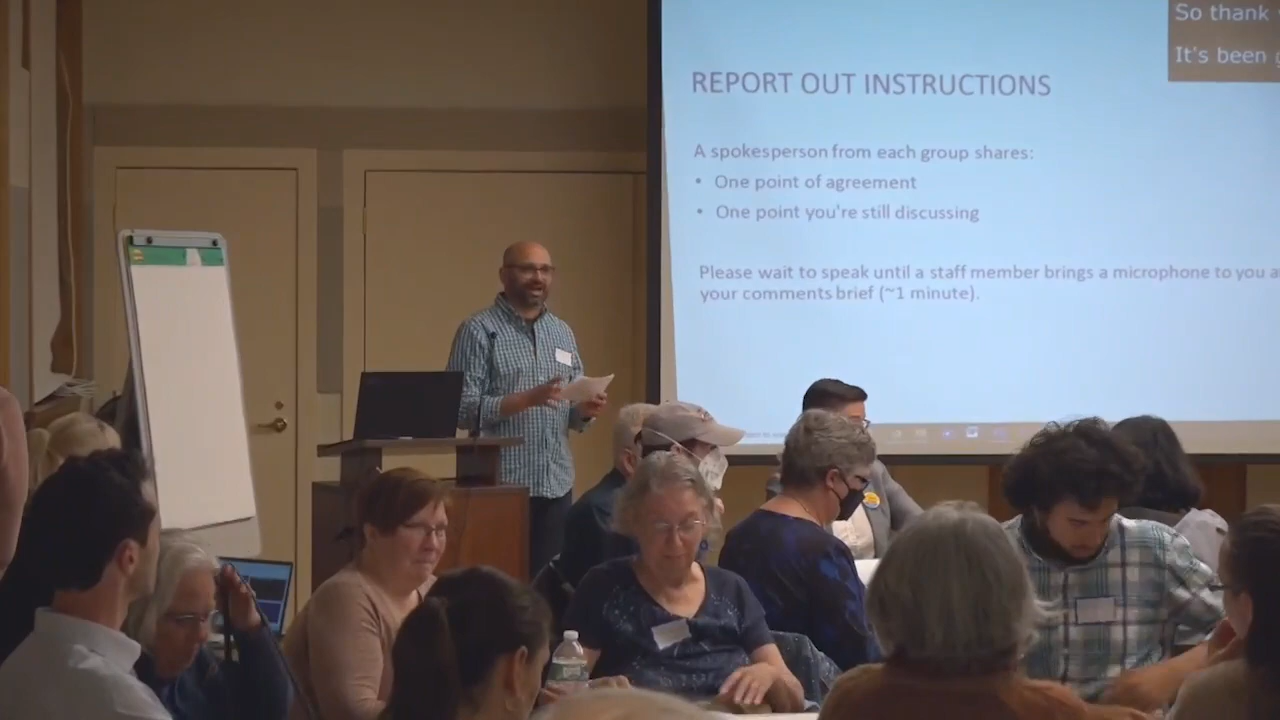 So thank
It's been
REPORT OUT INSTRUCTIONS
A spokesperson from each group shares:
• One point of agreement
• One point you're still discussing
Please wait to speak until a staff member brings a microphone to you
your comments brief (~1 minute).